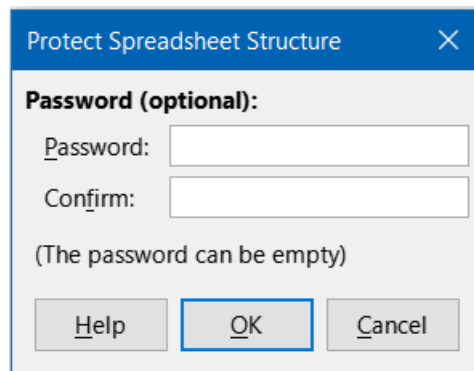 Protect Spreadsheet Structure
Password (optional):
Password:
Confirm:
(The password can be empty)
Help OK Cancel